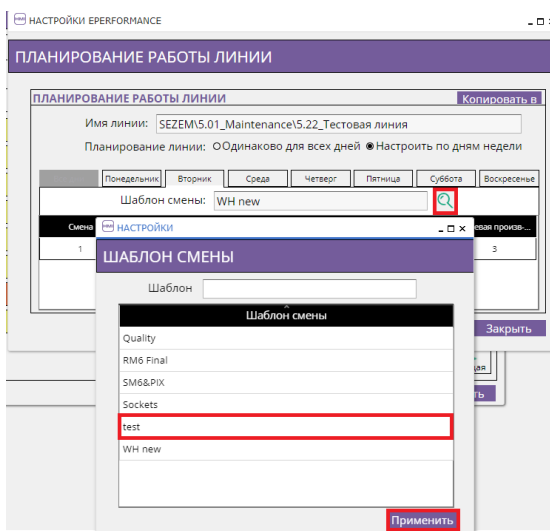 НАСТРОЙКИ EPERFORMANCE
ПЛАНИРОВАНИЕ РАБОТЫ ЛИНИИ
ПЛАНИРОВАНИЕ РАБОТЫ ЛИНИИ
Копировать в
Имя линии: SEZEM\5.01_Maintenance\5.22_Тестовая линия
Планирование линии: Одинаково для всех дней Настроить по дням недели
Понедельник Вторник Среда Четверг Пятница Суббота Воскресенье
Шаблон смены: WH new
Смена
евая произв-...
1
3
НАСТРОЙКИ
ШАБЛОН СМЕНЫ
Шаблон
Шаблон смены
Quality
RM6 Final
SM6&PIX
Sockets
test
WH new
Применить
Закрыть